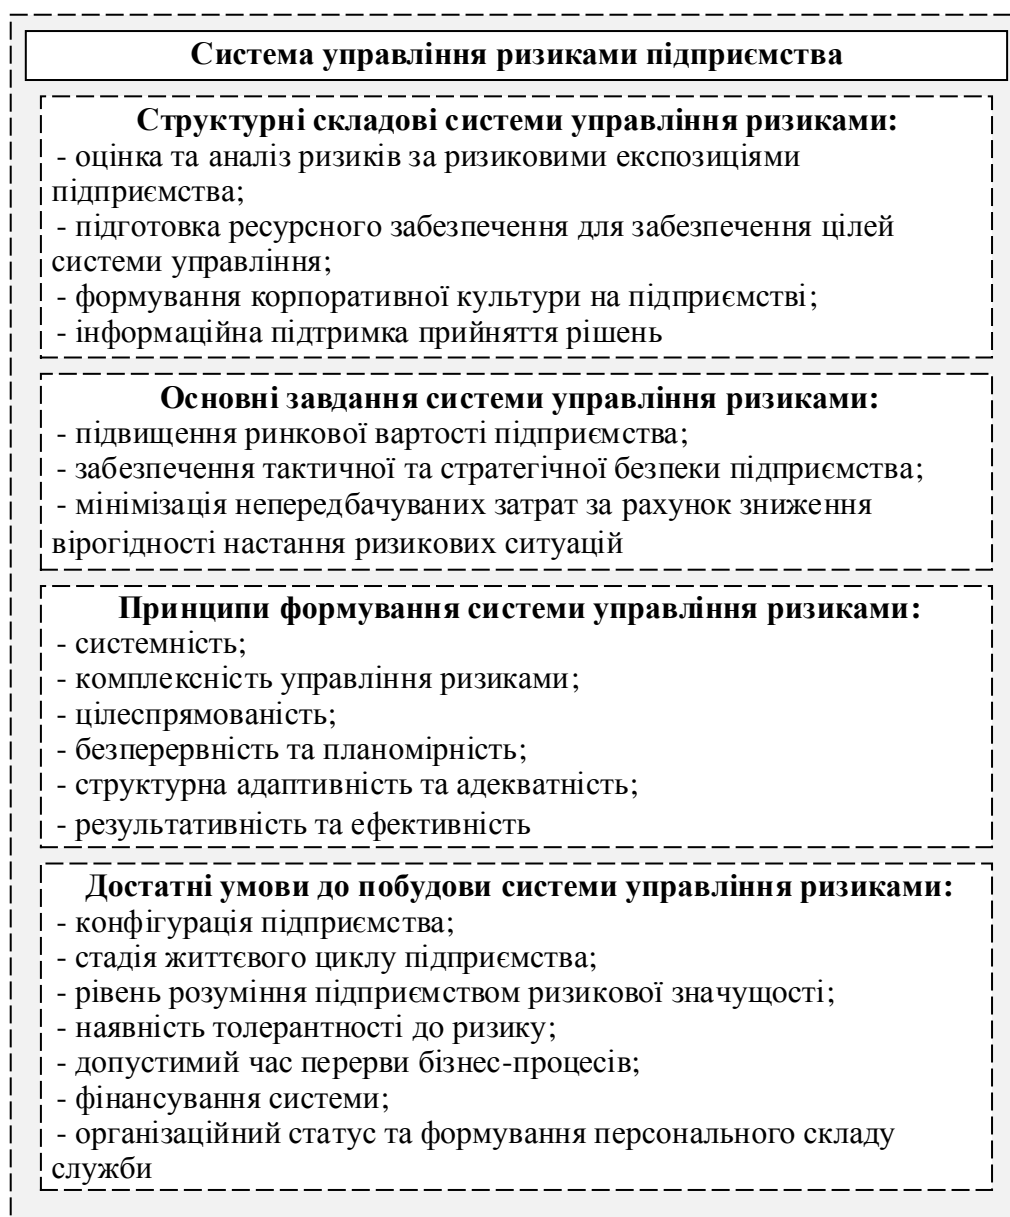 Система управління ризиками підприємства
Структурні складові системи управління ризиками:
- оцінка та аналіз ризиків за ризиковими експозиціями
підприємства;
- підготовка ресурсного забезпечення для забезпечення цілей
системи управління;
- формування корпоративної культури на підприємстві;
- інформаційна підтримка прийняття рішень
Основні завдання системи управління ризиками:
- підвищення ринкової вартості підприємства;
- забезпечення тактичної та стратегічної безпеки підприємства;
- мінімізація непередбачуваних затрат за рахунок зниження
вірогідності настання ризикових ситуацій
Принципи формування системи управління ризиками:
- системність;
- комплексність управління ризиками;
- цілеспрямованість;
- безперервність та планомірність;
- структурна адаптивність та адекватність;
- результативність та ефективність
Достатні умови до побудови системи управління ризиками:
- конфігурація підприємства;
- стадія життєвого циклу підприємства;
- рівень розуміння підприємством ризикової значущості;
- наявність толерантності до ризику;
- допустимий час перерви бізнес-процесів;
- фінансування системи;
- організаційний статус та формування персонального складу
служби